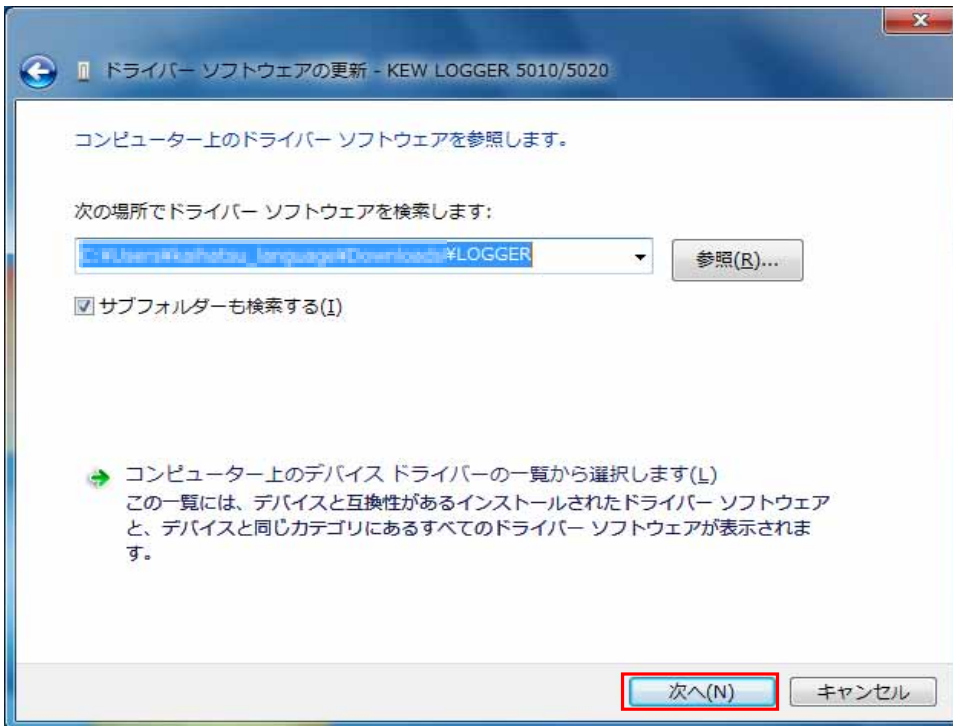 ドライバー ソフトウェアの更新 - KEW LOGGER 5010/5020
コンピューター上のドライバー ソフトウェアを参照します。
次の場所でドライバー ソフトウェアを検索します:
¥LOGGER
参照(R)...
サブフォルダーも検索する(I)
コンピューター上のデバイス ドライバーの一覧から選択します(L)
この一覧には、デバイスと互換性があるインストールされたドライバー ソフトウェア
と、デバイスと同じカテゴリにあるすべてのドライバー ソフトウェアが表示されま
す。
次へ(N)
キャンセル